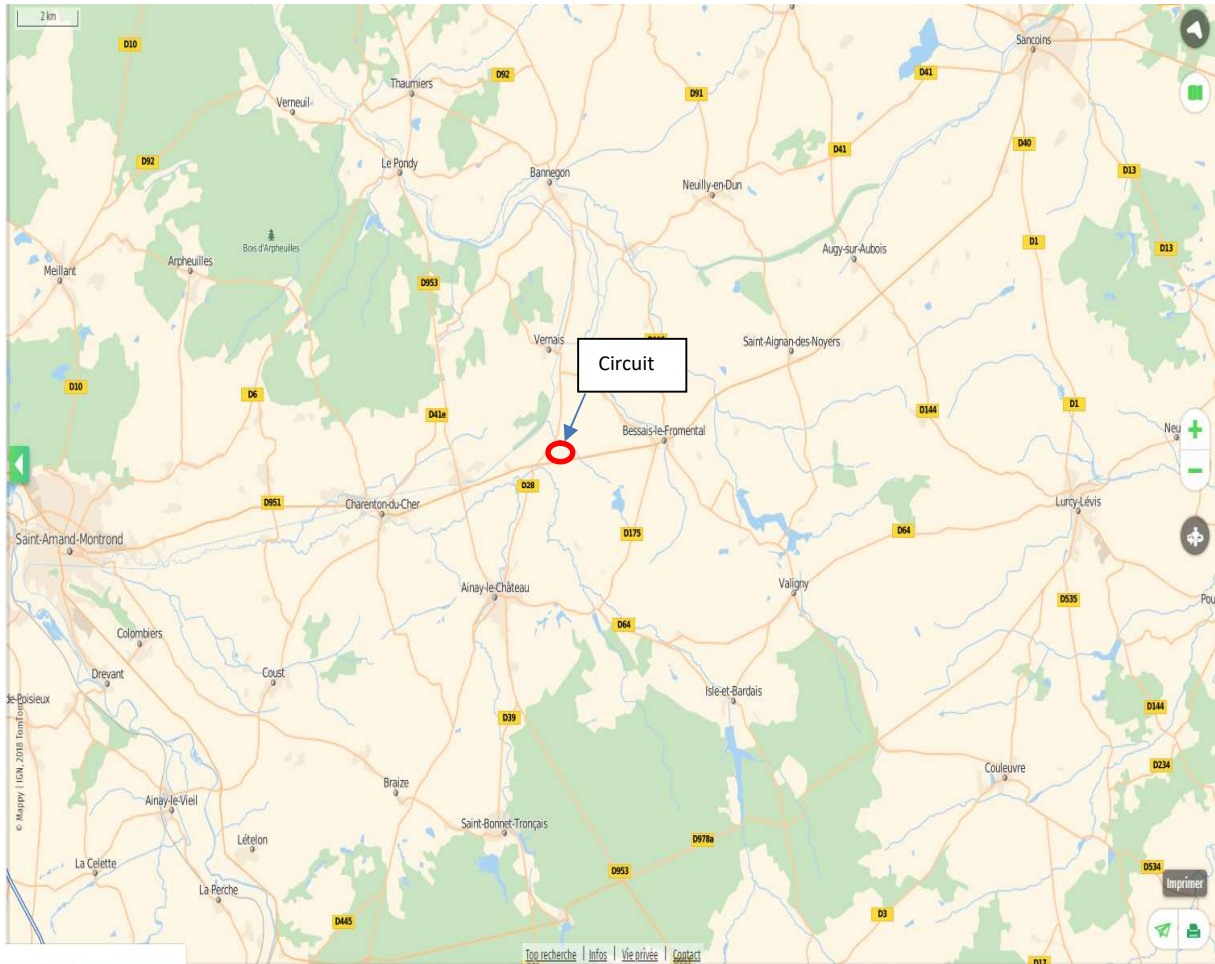 2 km
D10
Sancoins
D92
D41
Thaumiers
D91
Verneuil
D40
D41
D92
Le Pondy
D13
Bannegon
Neuilly-en-Dun
D1
Bois d'Arpheuilles
D13
Augy-sur-Aubois
Arpheuilles
Meillant
D953
Vernais
Saint-Aignan-des-Noyers
Circuit
D10
D6
D1
D41e
D144
Neu
Bessais-le-Fromental
D28
D951
Charenton-du-Cher
Lurcy-Lévis
D64
D175
Saint-Amand-Montrond
Ainay-le-Château
Valigny
D535
Pou
D64
Colombiers
Drevant
Coust
Isle-et-Bardais
de-Poisieux
D144
D39
D234
Couleuvre
Braize
© Mappy | IGN, 2018 TomTom
Ainay-le-Vieil
Saint-Bonnet-Tronçais
Lételon
D978a
La Celette
D953
D534
Imprimer
La Perche
D445
D3
Top recherche | Infos | Vie privée | Contact
D17